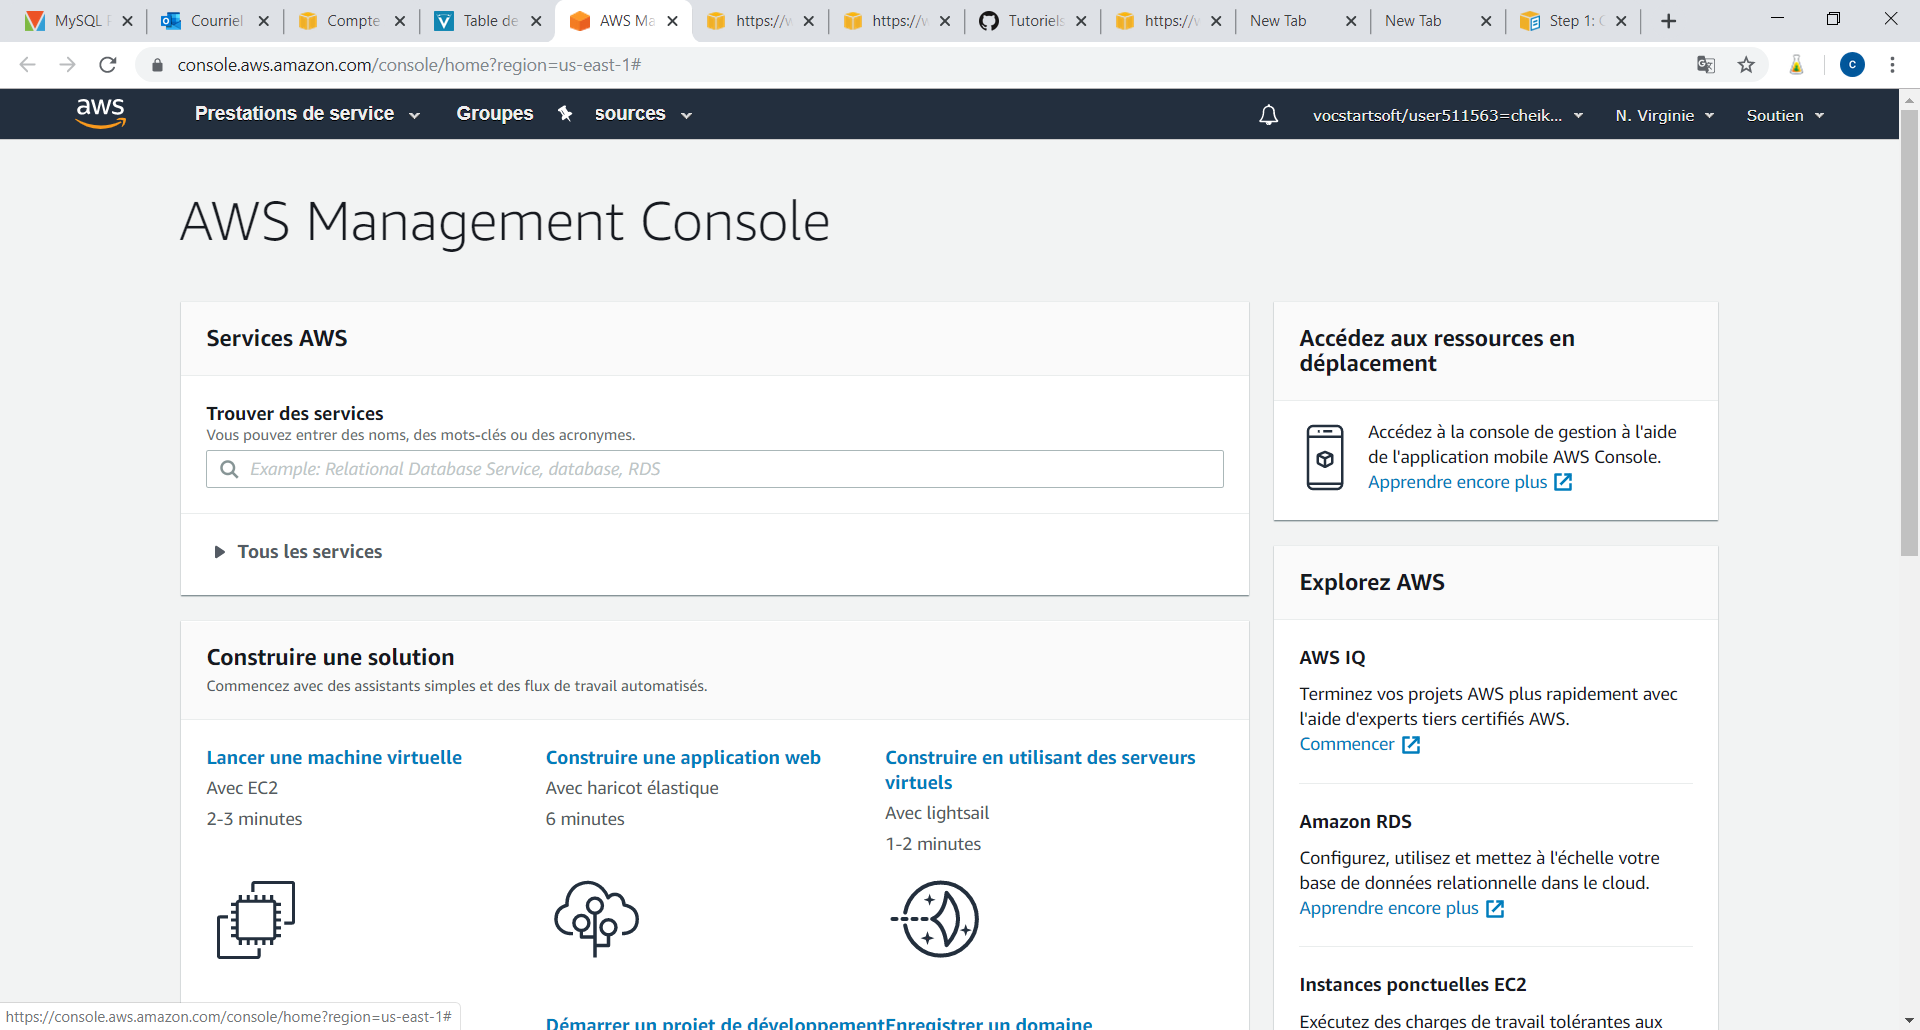 MySQL
Courriel
Compte
Table de
AWS Ma
https://w
https://w
Tutoriels
https://w
New Tab
New Tab
Step 1:
console.aws.amazon.com/console/home?region=us-east-1#
C
aws
Prestations de service
Groupes
sources
vocstartsoft/user511563=cheik...
N. Virginie
Soutien
AWS Management Console
Services AWS
Trouver des services
Vous pouvez entrer des noms, des mots-clés ou des acronymes.
Example: Relational Database Service, database, RDS
Tous les services
Construire une solution
Commencez avec des assistants simples et des flux de travail automatisés.
Lancer une machine virtuelle
Avec EC2
2-3 minutes
Construire une application web
Avec haricot élastique
6 minutes
Construire en utilisant des serveurs
virtuels
Avec lightsail
1-2 minutes
Démarrer un projet de développement
Enregistrer un domaine
Accédez aux ressources en
déplacement
Accédez à la console de gestion à l'aide
de l'application mobile AWS Console.
Apprendre encore plus
Explorez AWS
AWS IQ
Terminez vos projets AWS plus rapidement avec
l'aide d'experts tiers certifiés AWS.
Commencer
Amazon RDS
Configurez, utilisez et mettez à l'échelle votre
base de données relationnelle dans le cloud.
Apprendre encore plus
Instances ponctuelles EC2
Exécutez des charges de travail tolérantes aux
https://console.aws.amazon.com/console/home?region=us-east-1#